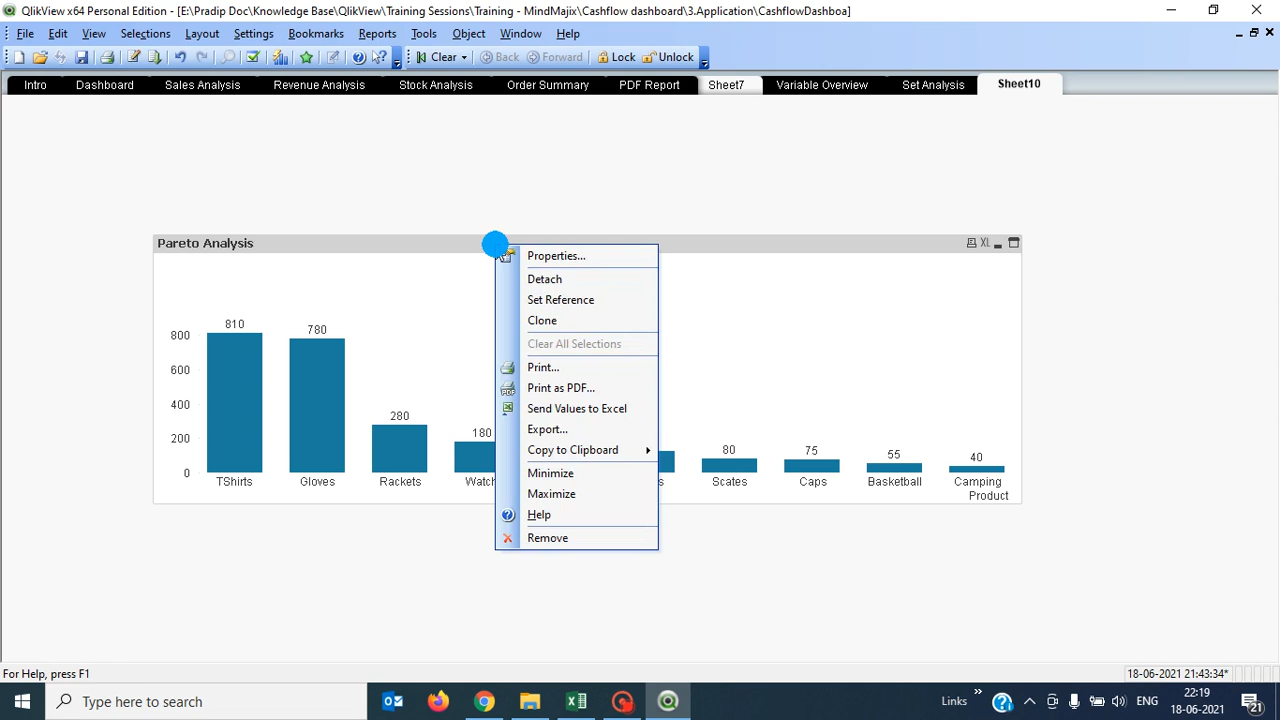 QlikView x64 Personal Edition - [E:\Pradip Doc\Knowledge Base\QlikView\Training Sessions\Training - MindMajix\Cashflow dashboard\3.Application\CashflowDashboa]
File Edit View Selections Layout Settings Bookmarks Reports Tools Object Window Help
Clear Back Forward Lock Unlock
Intro Dashboard Sales Analysis Revenue Analysis Stock Analysis Order Summary PDF Report Sheet7 Variable Overview Set Analysis Sheet10
Pareto Analysis XL
Properties...
Detach
Set Reference
Clone
Clear All Selections
Print...
Print as PDF...
Send Values to Excel
Export...
Copy to Clipboard
Minimize
Maximize
Help
Remove
810 780 280 180 80 75 55 40
800
600
400
200
0
TShirts Gloves Rackets Scates Caps Basketball Camping Product
For Help, press F1 18-06-2021 21:43:34*
Type here to search Links ENG 22:19
18-06-2021 21